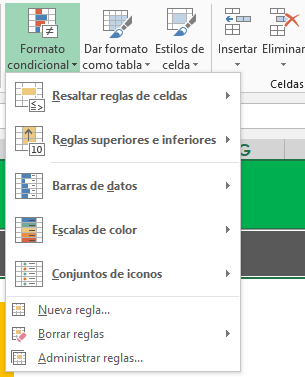 Formato
condicional
Dar formato
como tabla
Estilos de
celda
Insertar
Eliminar
Celdas
G
Resaltar reglas de celdas
Reglas superiores e inferiores
10
Barras de datos
Escalas de color
Conjuntos de iconos
Nueva regla...
Borrar reglas
Administrar reglas...